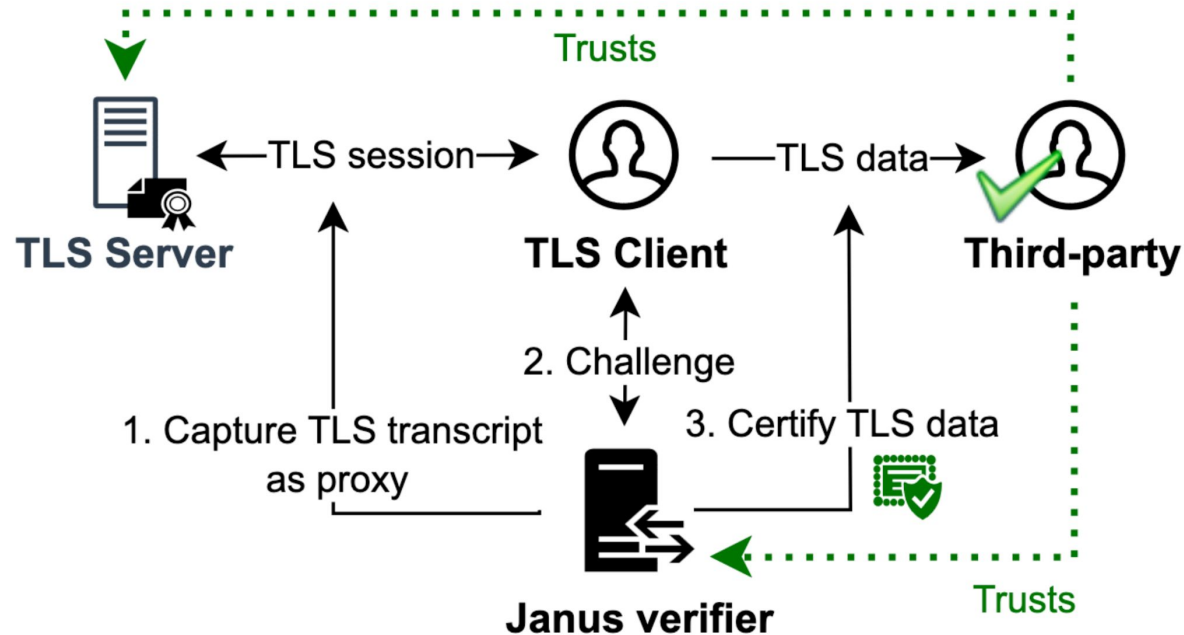 Trusts
TLS session
TLS data
TLS Server
TLS Client
Third-party
2. Challenge
1. Capture TLS transcript
as proxy
3. Certify TLS data
Trusts
Janus verifier